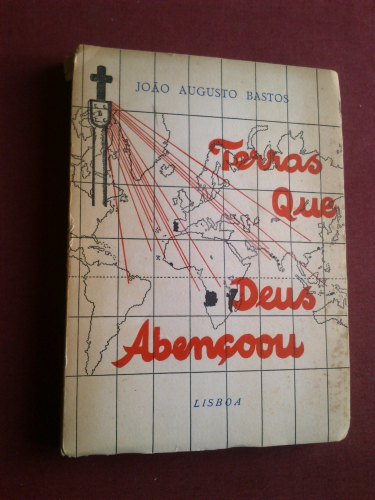 JOÃO AUGUSTO BASTOS
Terras
Que
Deus
Abençoou
LISBOA